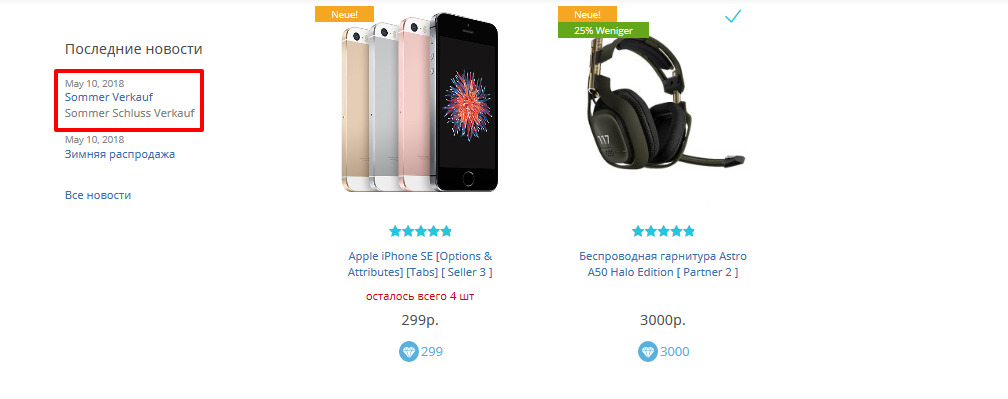 Последние новости
May 10, 2018
Sommer Verkauf
Sommer Schluss Verkauf
May 10, 2018
Зимняя распродажа
Все новости
Neue!
Apple iPhone SE [Options &
Attributes] [Tabs] [ Seller 3 ]
осталось всего 4 шт
299р.
299
Neue!
25% Weniger
117
Беспроводная гарнитура Astro
A50 Halo Edition [ Partner 2 ]
3000р.
3000